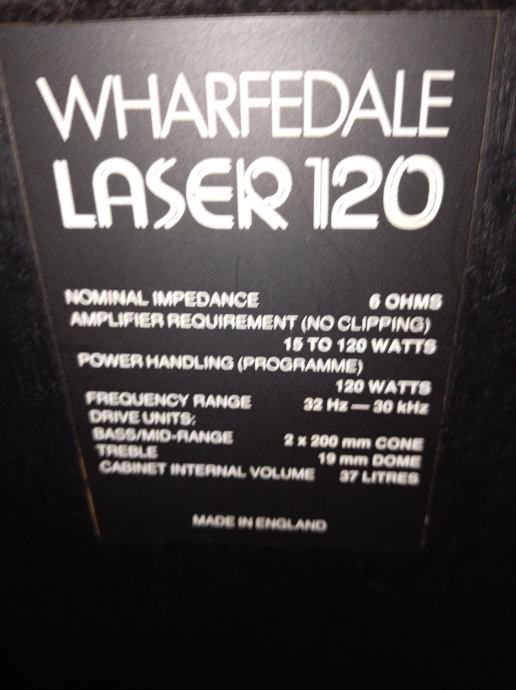 WHARFEDALE
LASER 120
NOMINAL IMPEDANCE 6 OHMS
AMPLIFIER REQUIREMENT (NO CLIPPING)
15 TO 120 WATTS
POWER HANDLING (PROGRAMME)
120 WATTS
FREQUENCY RANGE 32 Hz — 30 kHz
DRIVE UNITS:
BASS/MID-RANGE 2 x 200 mm CONE
TREBLE 19 mm DOME
CABINET INTERNAL VOLUME 37 LITRES
MADE IN ENGLAND